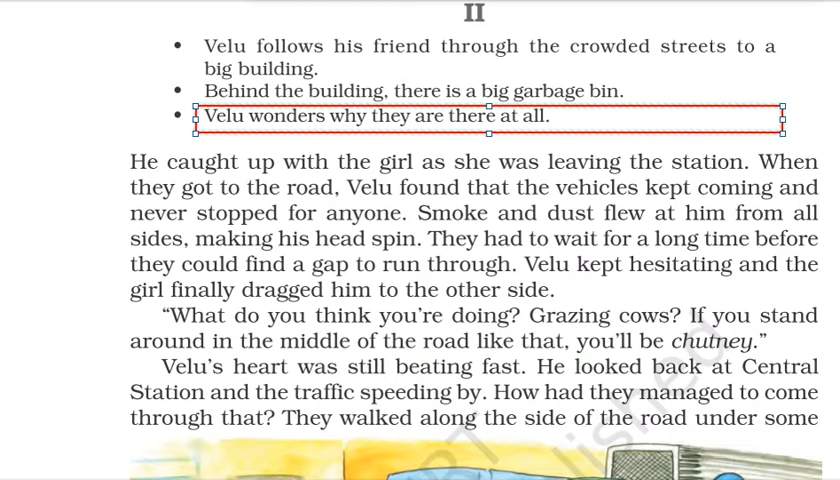 II
• Velu follows his friend through the crowded streets to a
big building.
• Behind the building, there is a big garbage bin.
• Velu wonders why they are there at all.
He caught up with the girl as she was leaving the station. When
they got to the road, Velu found that the vehicles kept coming and
never stopped for anyone. Smoke and dust flew at him from all
sides, making his head spin. They had to wait for a long time before
they could find a gap to run through. Velu kept hesitating and the
girl finally dragged him to the other side.
“What do you think you’re doing? Grazing cows? If you stand
around in the middle of the road like that, you’ll be chutney.”
Velu’s heart was still beating fast. He looked back at Central
Station and the traffic speeding by. How had they managed to come
through that? They walked along the side of the road under some